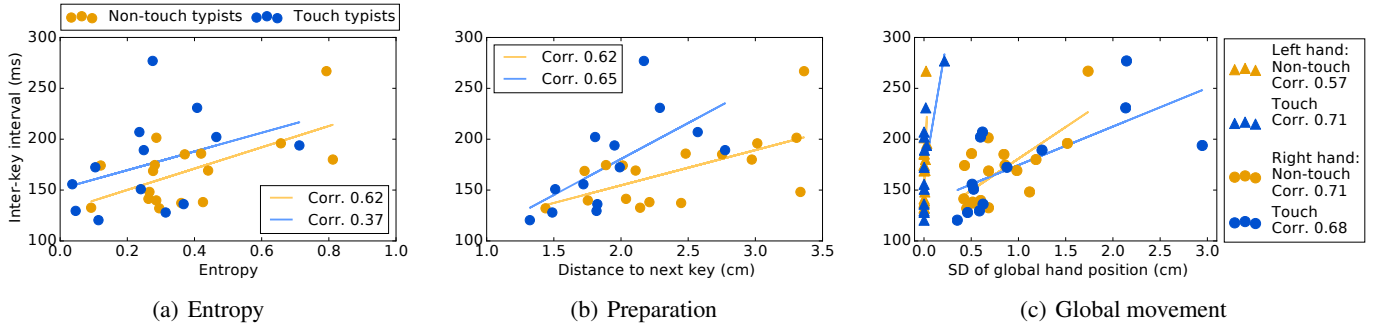 Non-touch typists Touch typists
Inter-key interval (ms)
300
250
200
150
100
0.0 0.2 0.4 0.6 0.8 1.0
Entropy
Corr. 0.62
Corr. 0.37
(a) Entropy
300
250
200
150
100
1.0 1.5 2.0 2.5 3.0 3.5
Distance to next key (cm)
Corr. 0.62
Corr. 0.65
(b) Preparation
300
250
200
150
100
0.0 0.5 1.0 1.5 2.0 2.5 3.0
SD of global hand position (cm)
Left hand:
Non-touch
Corr. 0.57
Touch
Corr. 0.71
Right hand:
Non-touch
Corr. 0.71
Touch
Corr. 0.68
(c) Global movement